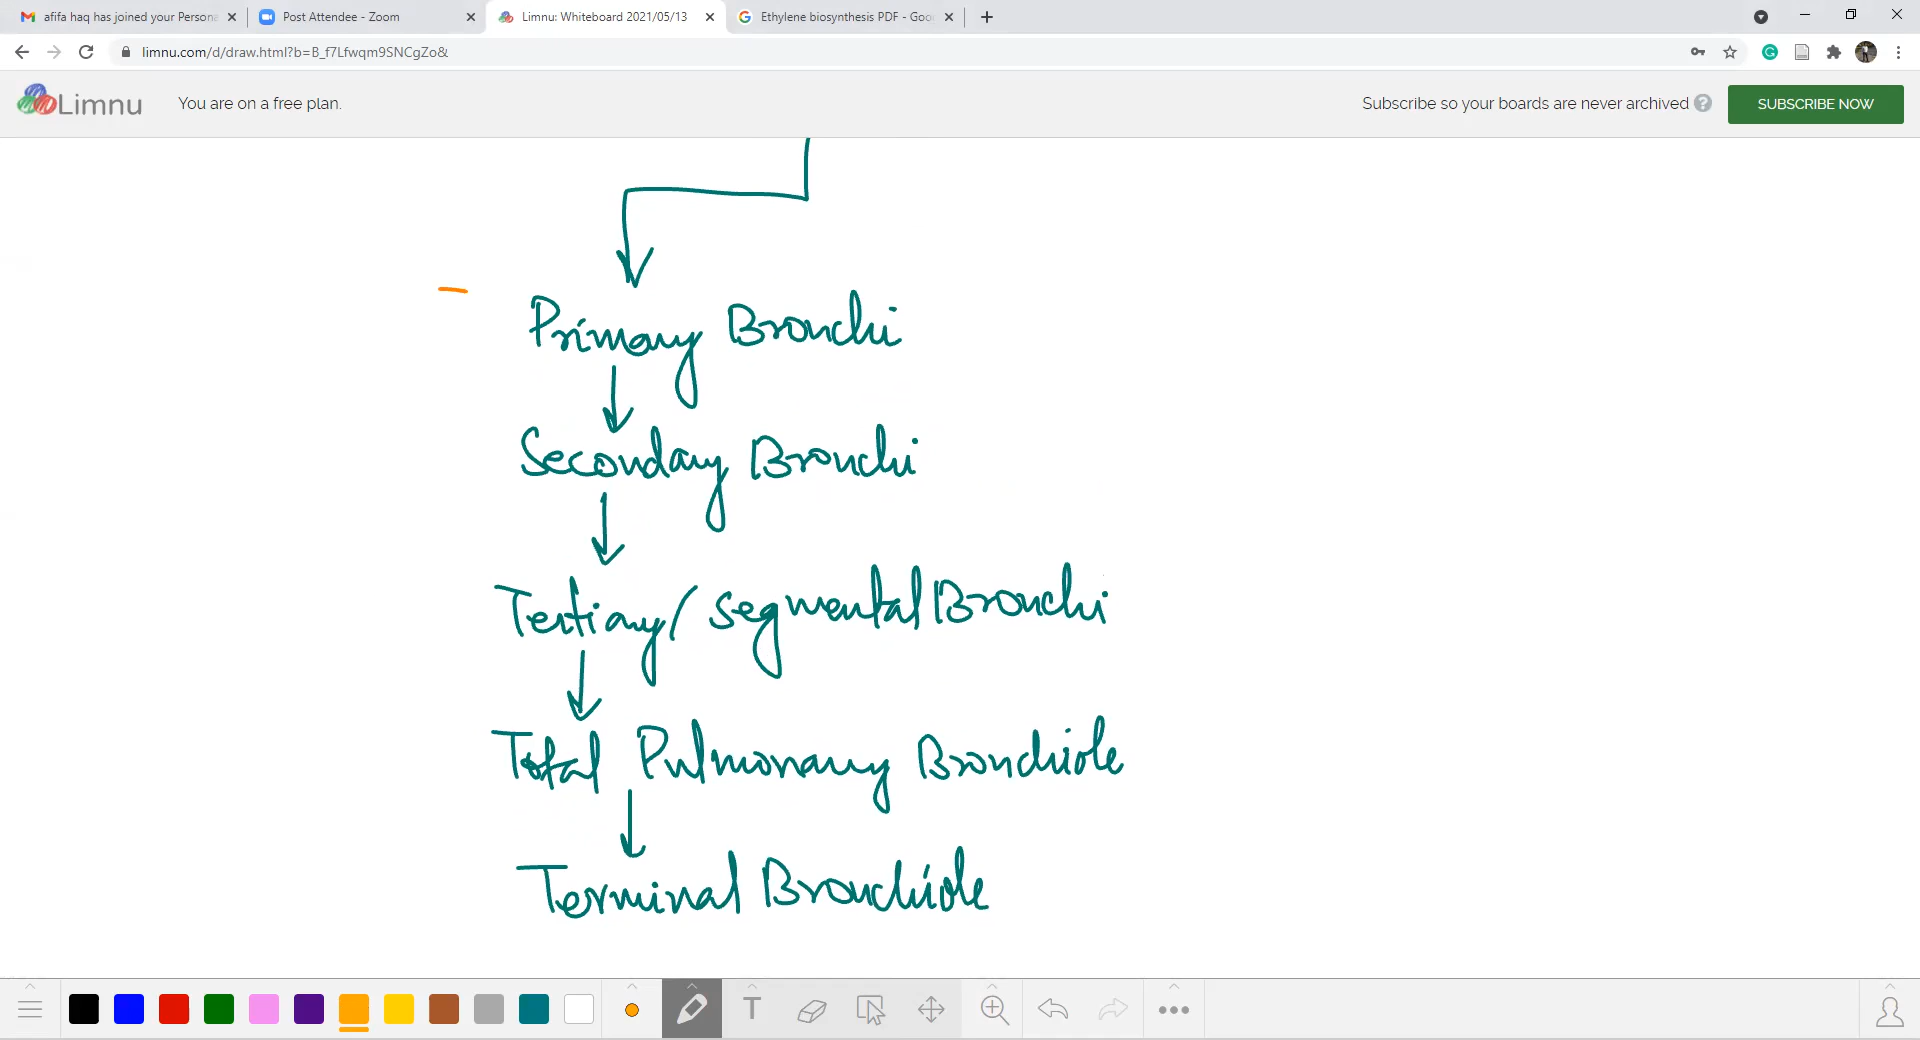 afifa haq has joined your Persona
Post Attendee - Zoom
Limnu: Whiteboard 2021/05/13
Ethylene biosynthesis PDF - Goo
limnu.com/d/draw.html?b=B_f7Lfwqm9SNCgZo&
Limnu
You are on a free plan.
Subscribe so your boards are never archived ?
SUBSCRIBE NOW
Primary Bronchi
Secondary Bronchi
Tertiary / segmental Bronchi
Total Pulmonary Bronchiole
Terminal Bronchiole
T